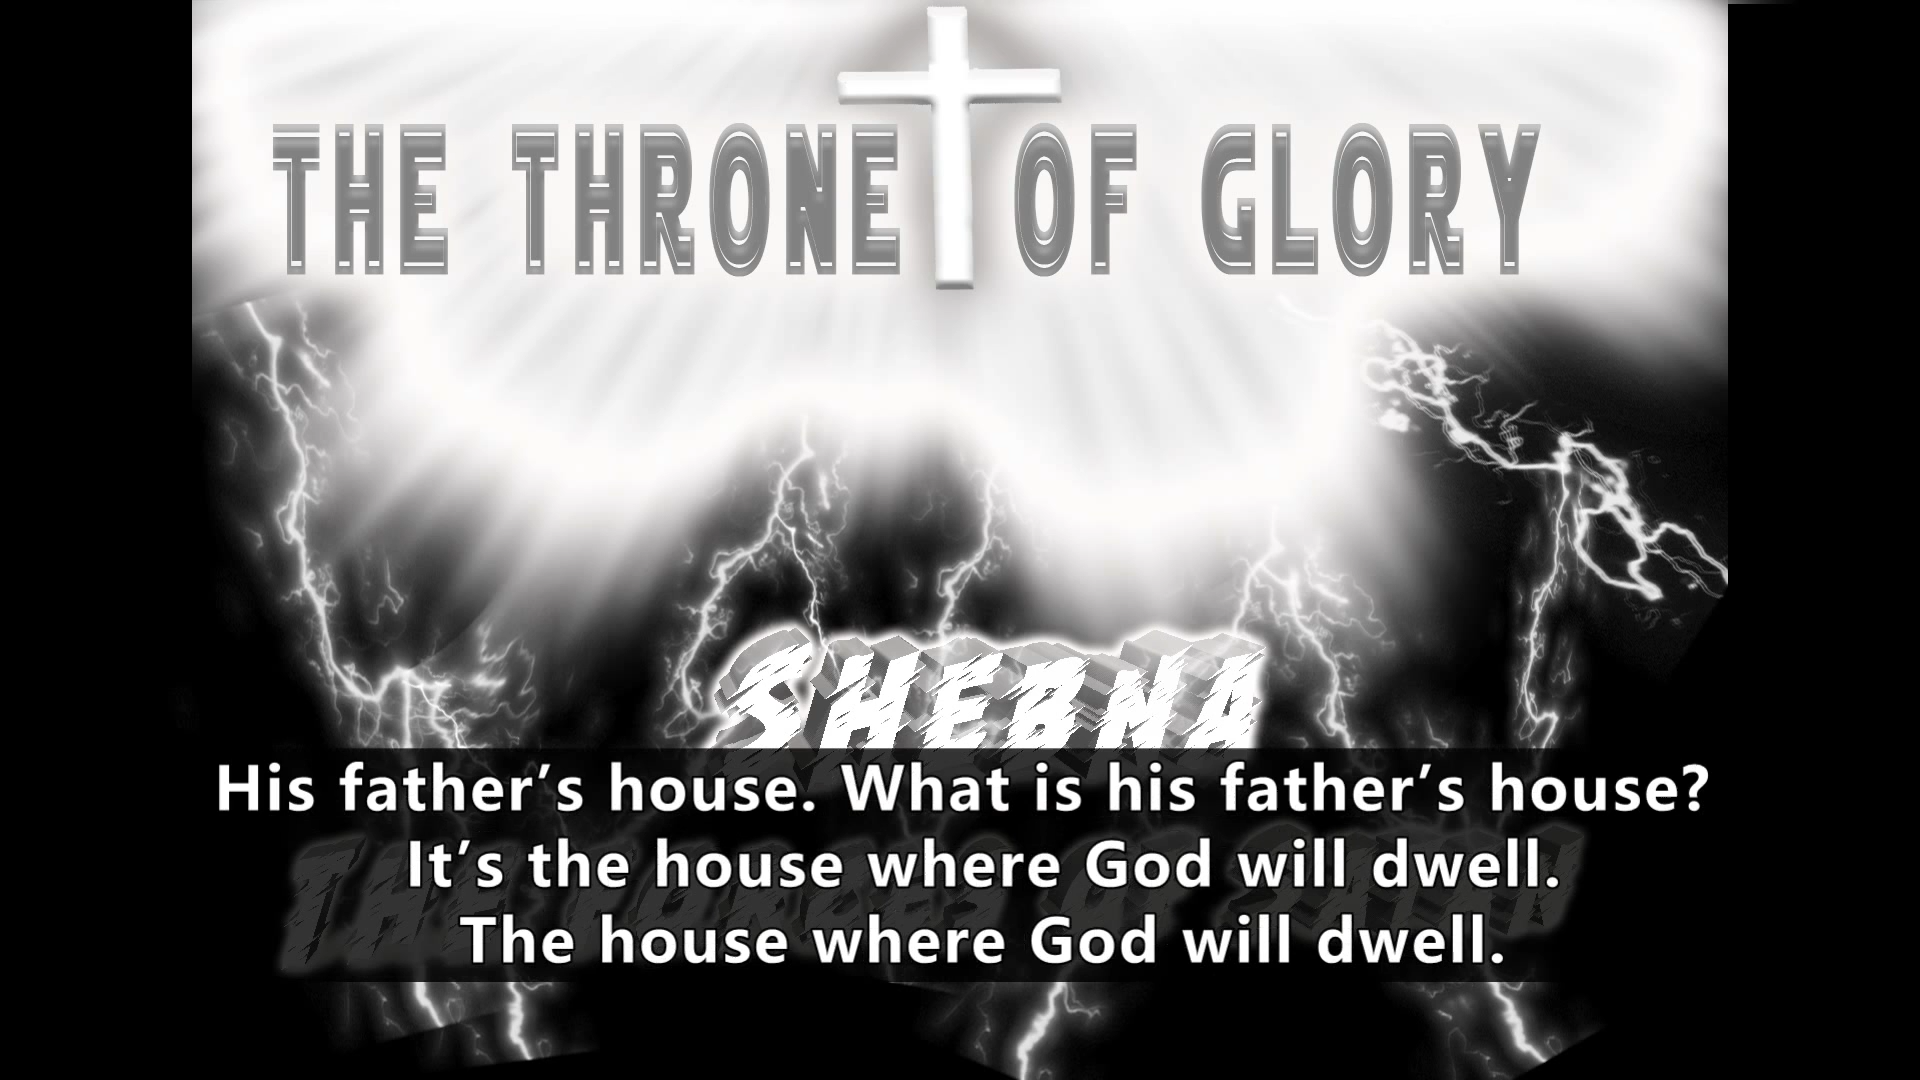 THE THRONE OF GLORY
SHEBNA
His father’s house. What is his father’s house?
It’s the house where God will dwell.
The house where God will dwell.